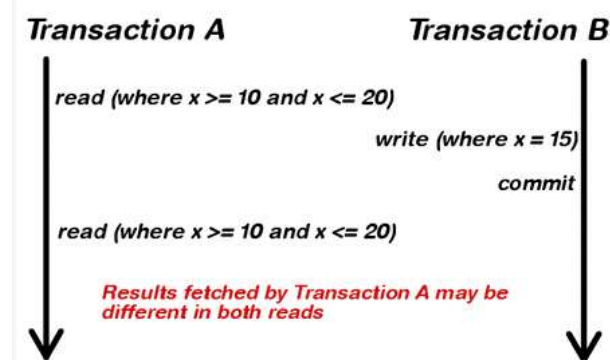 Transaction A
Transaction B
read (where x >= 10 and x <= 20)
write (where x = 15)
commit
read (where x >= 10 and x <= 20)
Results fetched by Transaction A may be
different in both reads